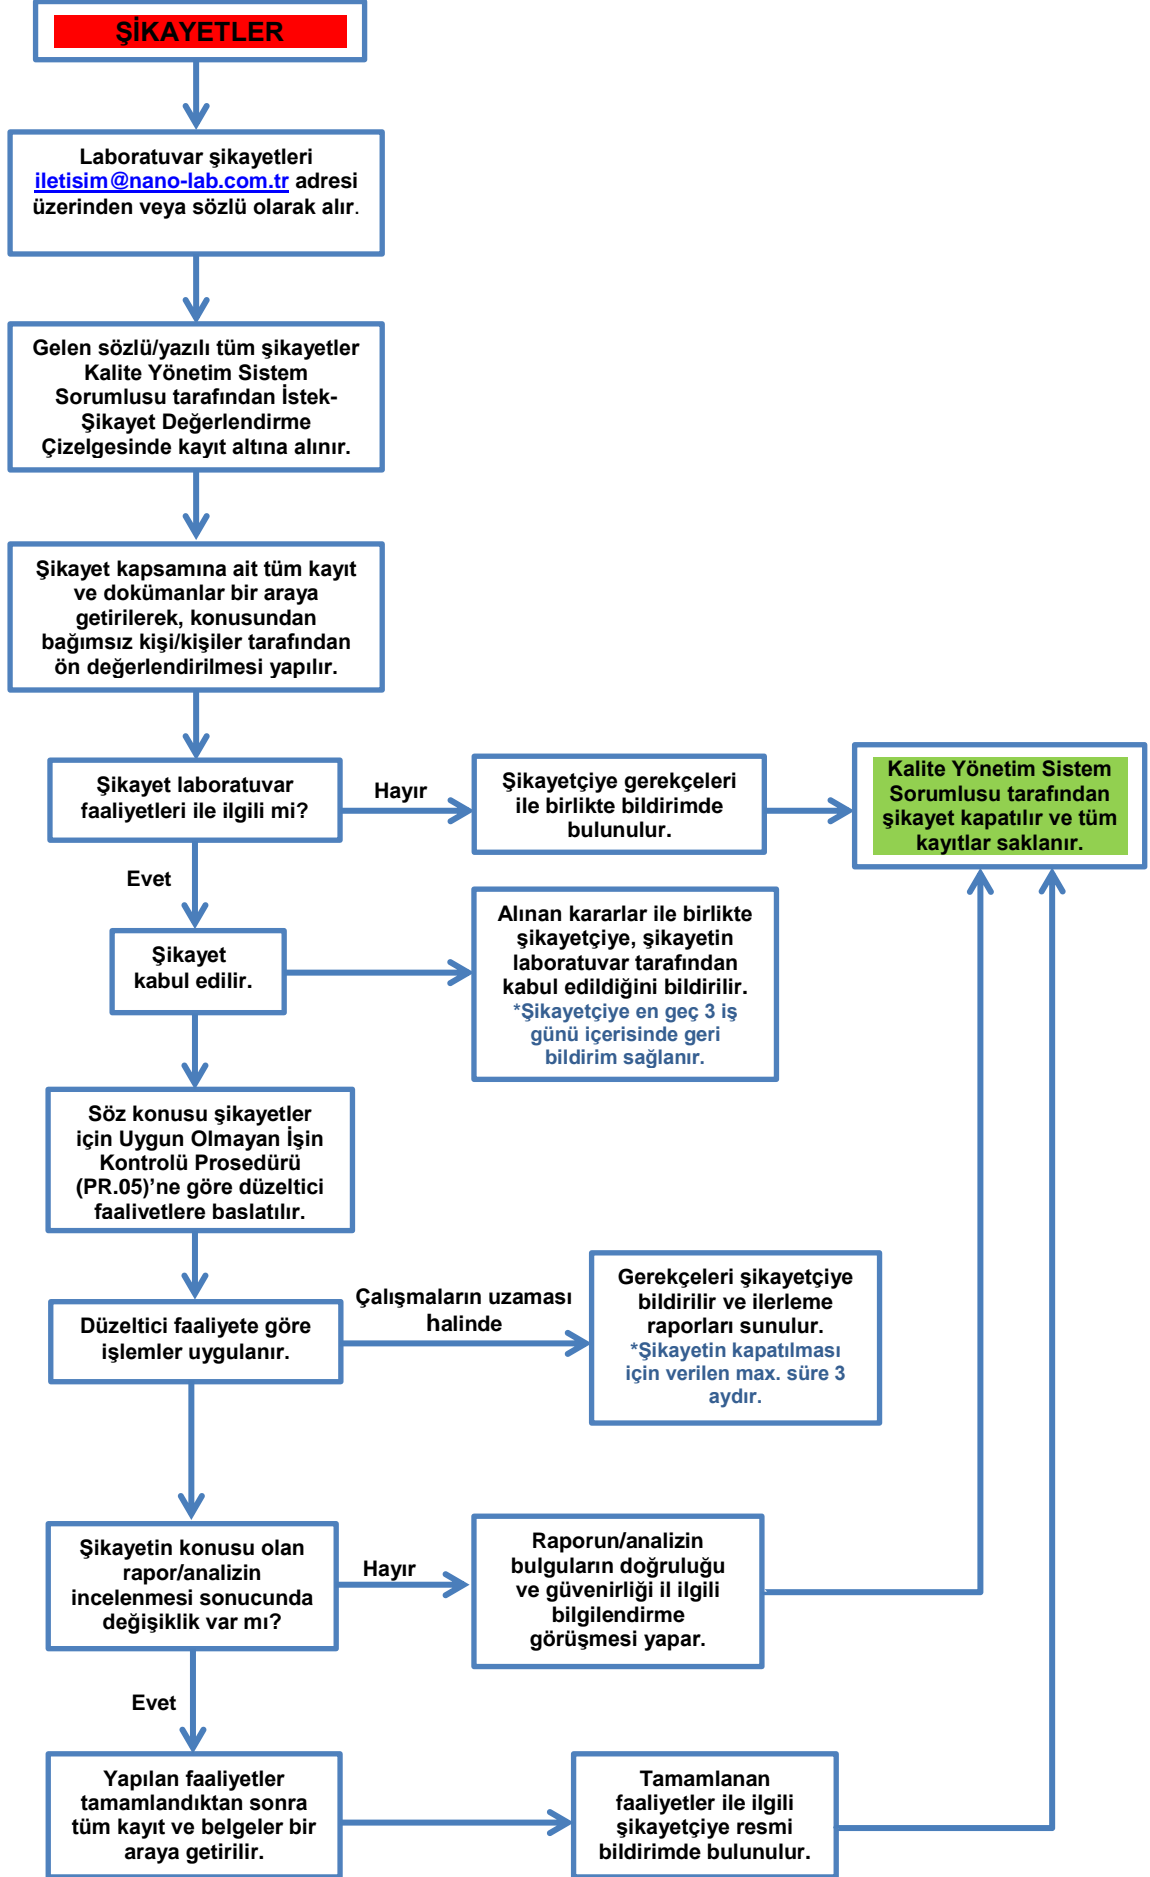 ŞİKAYETLER
Laboratuvar şikayetleri
iletisim@nano-lab.com.tr adresi
üzerinden veya sözlü olarak alır.
Gelen sözlü/yazılı tüm şikayetler
Kalite Yönetim Sistem
Sorumlusu tarafından İstek-
Şikayet Değerlendirme
Çizelgesinde kayıt altına alınır.
Şikayet kapsamına ait tüm kayıt
ve dokümanlar bir araya
getirilerek, konusundan
bağımsız kişi/kişiler tarafından
ön değerlendirilmesi yapılır.
Şikayet laboratuvar
faaliyetleri ile ilgili mi?
Hayır
Şikayetçiye gerekçeleri
ile birlikte bildirimde
bulunulur.
Kalite Yönetim Sistem
Sorumlusu tarafından
şikayet kapatılır ve tüm
kayıtlar saklanır.
Evet
Şikayet
kabul edilir.
Alınan kararlar ile birlikte
şikayetçiye, şikayetin
laboratuvar tarafından
kabul edildiğini bildirilir.
*Şikayetçiye en geç 3 iş
günü içerisinde geri
bildirim sağlanır.
Söz konusu şikayetler
için Uygun Olmayan İşin
Kontrolü Prosedürü
(PR.05)’ne göre düzeltici
faaliyetlere başlatılır.
Düzeltici faaliyete göre
işlemler uygulanır.
Çalışmaların uzaması
halinde
Gerekçeleri şikayetçiye
bildirilir ve ilerleme
raporları sunulur.
*Şikayetin kapatılması
için verilen max. süre 3
aydır.
Şikayetin konusu olan
rapor/analizin
incelenmesi sonucunda
değişiklik var mı?
Hayır
Raporun/analizin
bulguların doğruluğu
ve güvenirliği il ilgili
bilgilendirme
görüşmesi yapar.
Evet
Yapılan faaliyetler
tamamlandıktan sonra
tüm kayıt ve belgeler bir
araya getirilir.
Tamamlanan
faaliyetler ile ilgili
şikayetçiye resmi
bildirimde bulunulur.